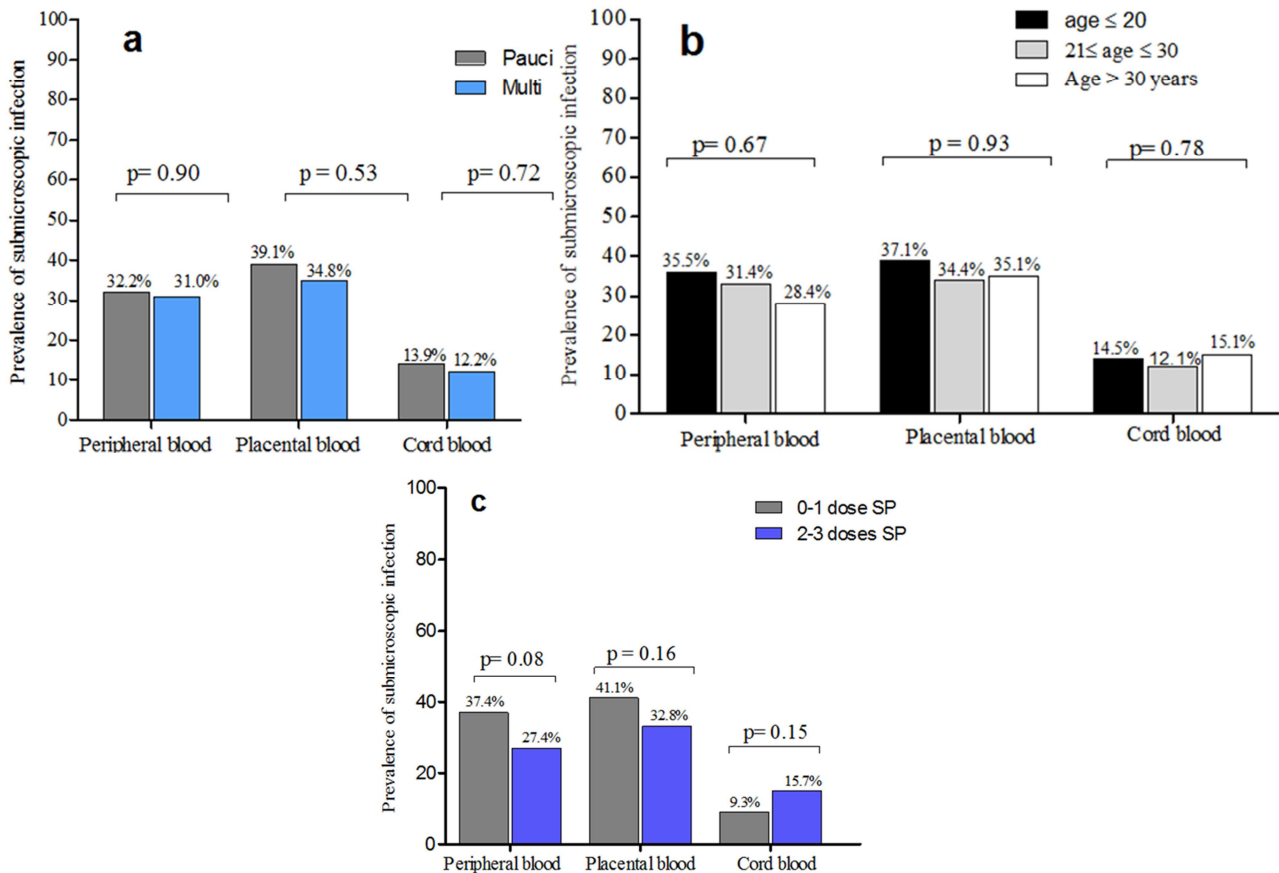 a
Pauci
Multi
Prevalence of submicroscopic infection
100
90
80
70
60
50
40
30
20
10
0
p= 0.90
p = 0.53
p= 0.72
32.2%
31.0%
39.1%
34.8%
13.9%
12.2%
Peripheral blood
Placental blood
Cord blood
b
age ≤ 20
21≤ age ≤ 30
Age > 30 years
Prevalence of submicroscopic infection
100
90
80
70
60
50
40
30
20
10
0
p= 0.67
p = 0.93
p= 0.78
35.5%
31.4%
28.4%
37.1%
34.4%
35.1%
14.5%
12.1%
15.1%
Peripheral blood
Placental blood
Cord blood
c
0-1 dose SP
2-3 doses SP
Prevalence of submicroscopic infection
100
80
60
40
20
0
p= 0.08
p = 0.16
p= 0.15
37.4%
27.4%
41.1%
32.8%
9.3%
15.7%
Peripheral blood
Placental blood
Cord blood